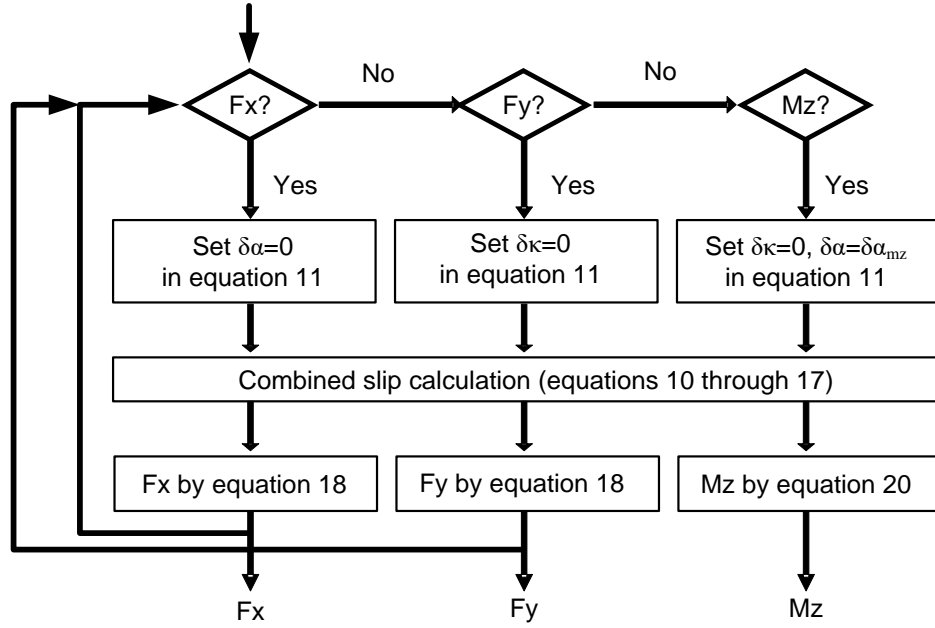 No
No
Fx?
Fy?
Mz?
Yes
Yes
Yes
Set δα=0
in equation 11
Set δκ=0
in equation 11
Set δκ=0, δα=δαmz
in equation 11
Combined slip calculation (equations 10 through 17)
Fx by equation 18
Fy by equation 18
Mz by equation 20
Fx
Fy
Mz